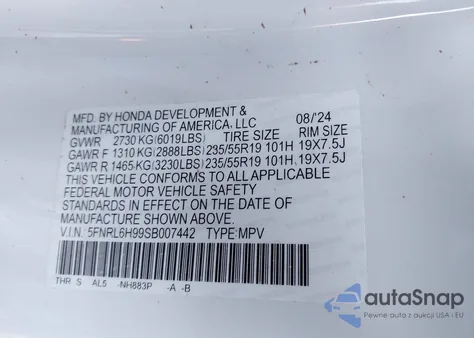 MFD. BY HONDA DEVELOPMENT &
MANUFACTURING OF AMERICA, LLC 08/'24
GVWR 2730 KG(6019LBS) TIRE SIZE RIM SIZE
GAWR F 1310 KG(2888LBS) 235/55R19 101H 19X7.5J
GAWR R 1465 KG(3230LBS) 235/55R19 101H 19X7.5J
THIS VEHICLE CONFORMS TO ALL APPLICABLE
FEDERAL MOTOR VEHICLE SAFETY
STANDARDS IN EFFECT ON THE DATE OF
MANUFACTURE SHOWN ABOVE.
V.I.N. 5FNRL6H99SB007442 TYPE:MPV
THR S AL5 -NH883P -A -B
autoSnap
Pewne auta z aukcji USA - EU